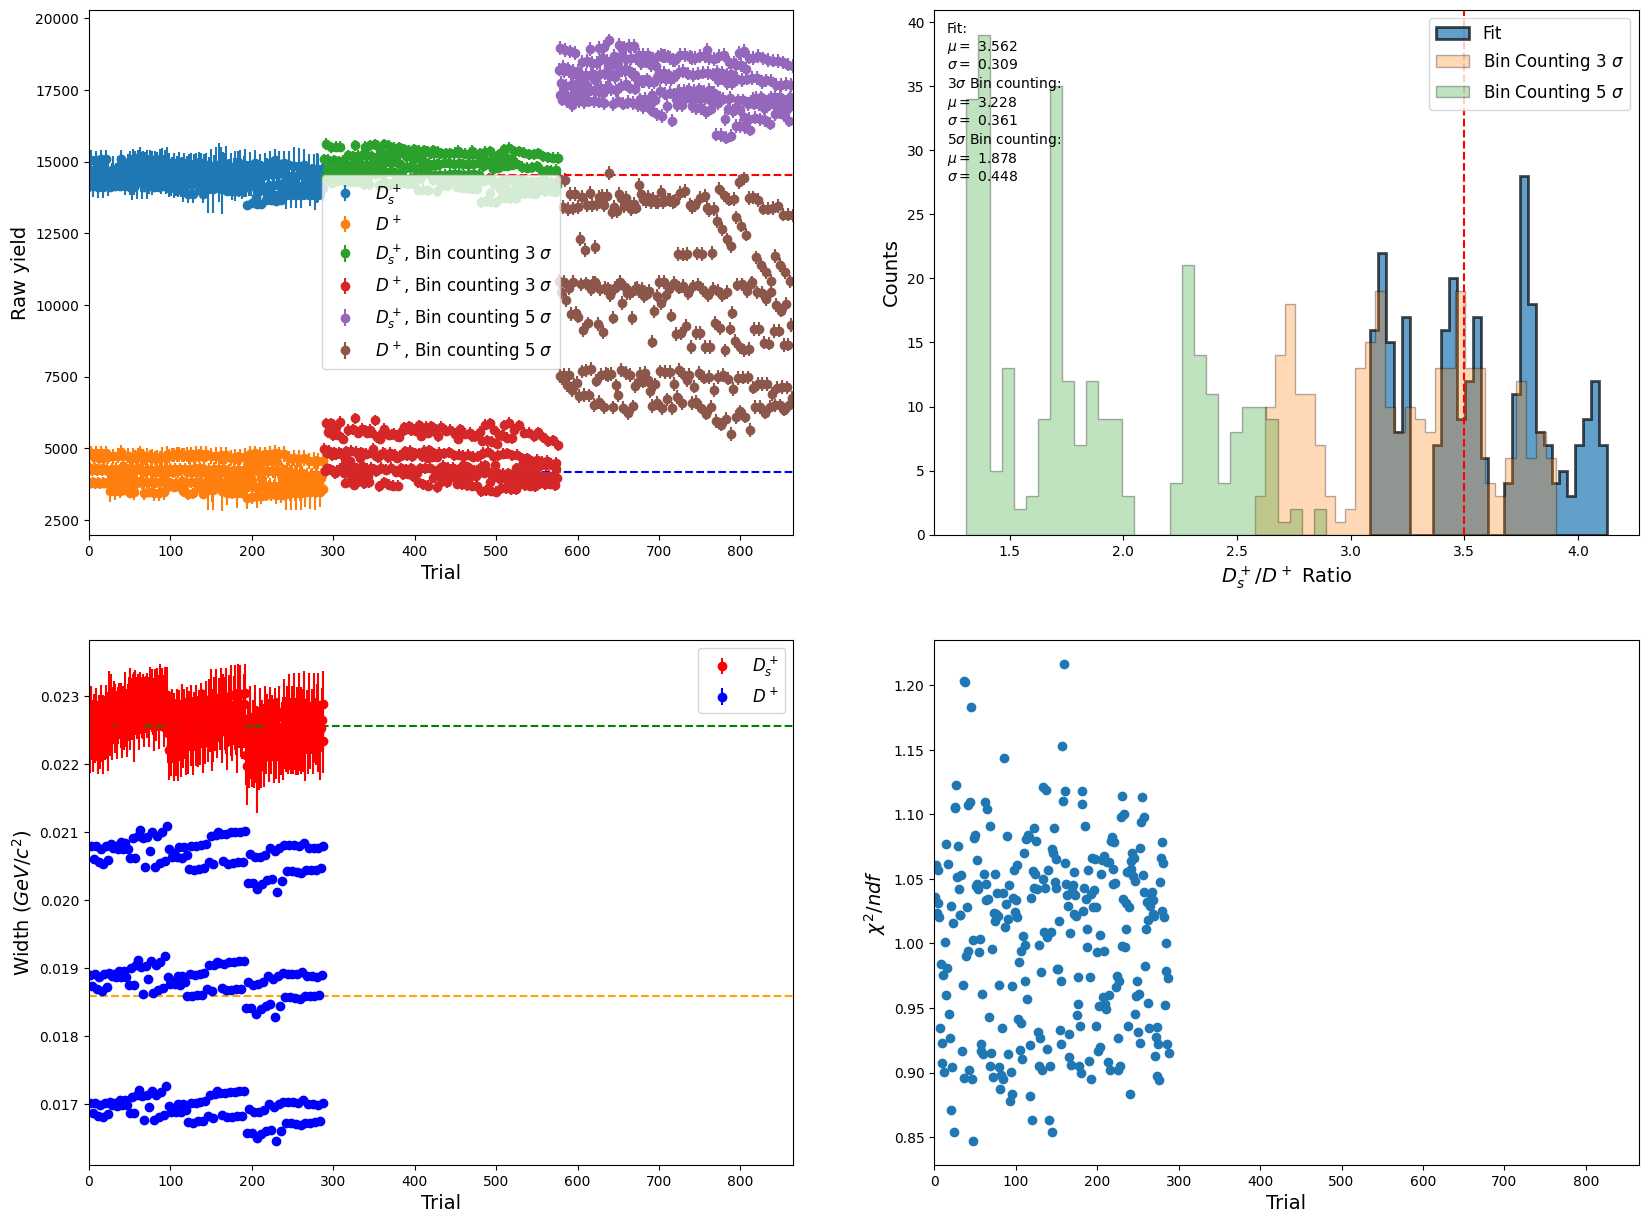 20000
17500
15000
12500
10000
7500
5000
2500
Raw yield
0 100 200 300 400 500 600 700 800
Trial
D_s^+
D^+
D_s^+, Bin counting 3 σ
D^+, Bin counting 3 σ
D_s^+, Bin counting 5 σ
D^+, Bin counting 5 σ
40
35
30
25
20
15
10
5
0
Counts
1.5 2.0 2.5 3.0 3.5 4.0
D_s^+/D^+ Ratio
Fit:
μ = 3.562
σ = 0.309
3σ Bin counting:
μ = 3.228
σ = 0.361
5σ Bin counting:
μ = 1.878
σ = 0.448
Fit
Bin Counting 3 σ
Bin Counting 5 σ
0.023
0.022
0.021
0.020
0.019
0.018
0.017
Width (GeV/c^2)
0 100 200 300 400 500 600 700 800
Trial
D_s^+
D^+
1.20
1.15
1.10
1.05
1.00
0.95
0.90
0.85
χ^2/ndf
0 100 200 300 400 500 600 700 800
Trial